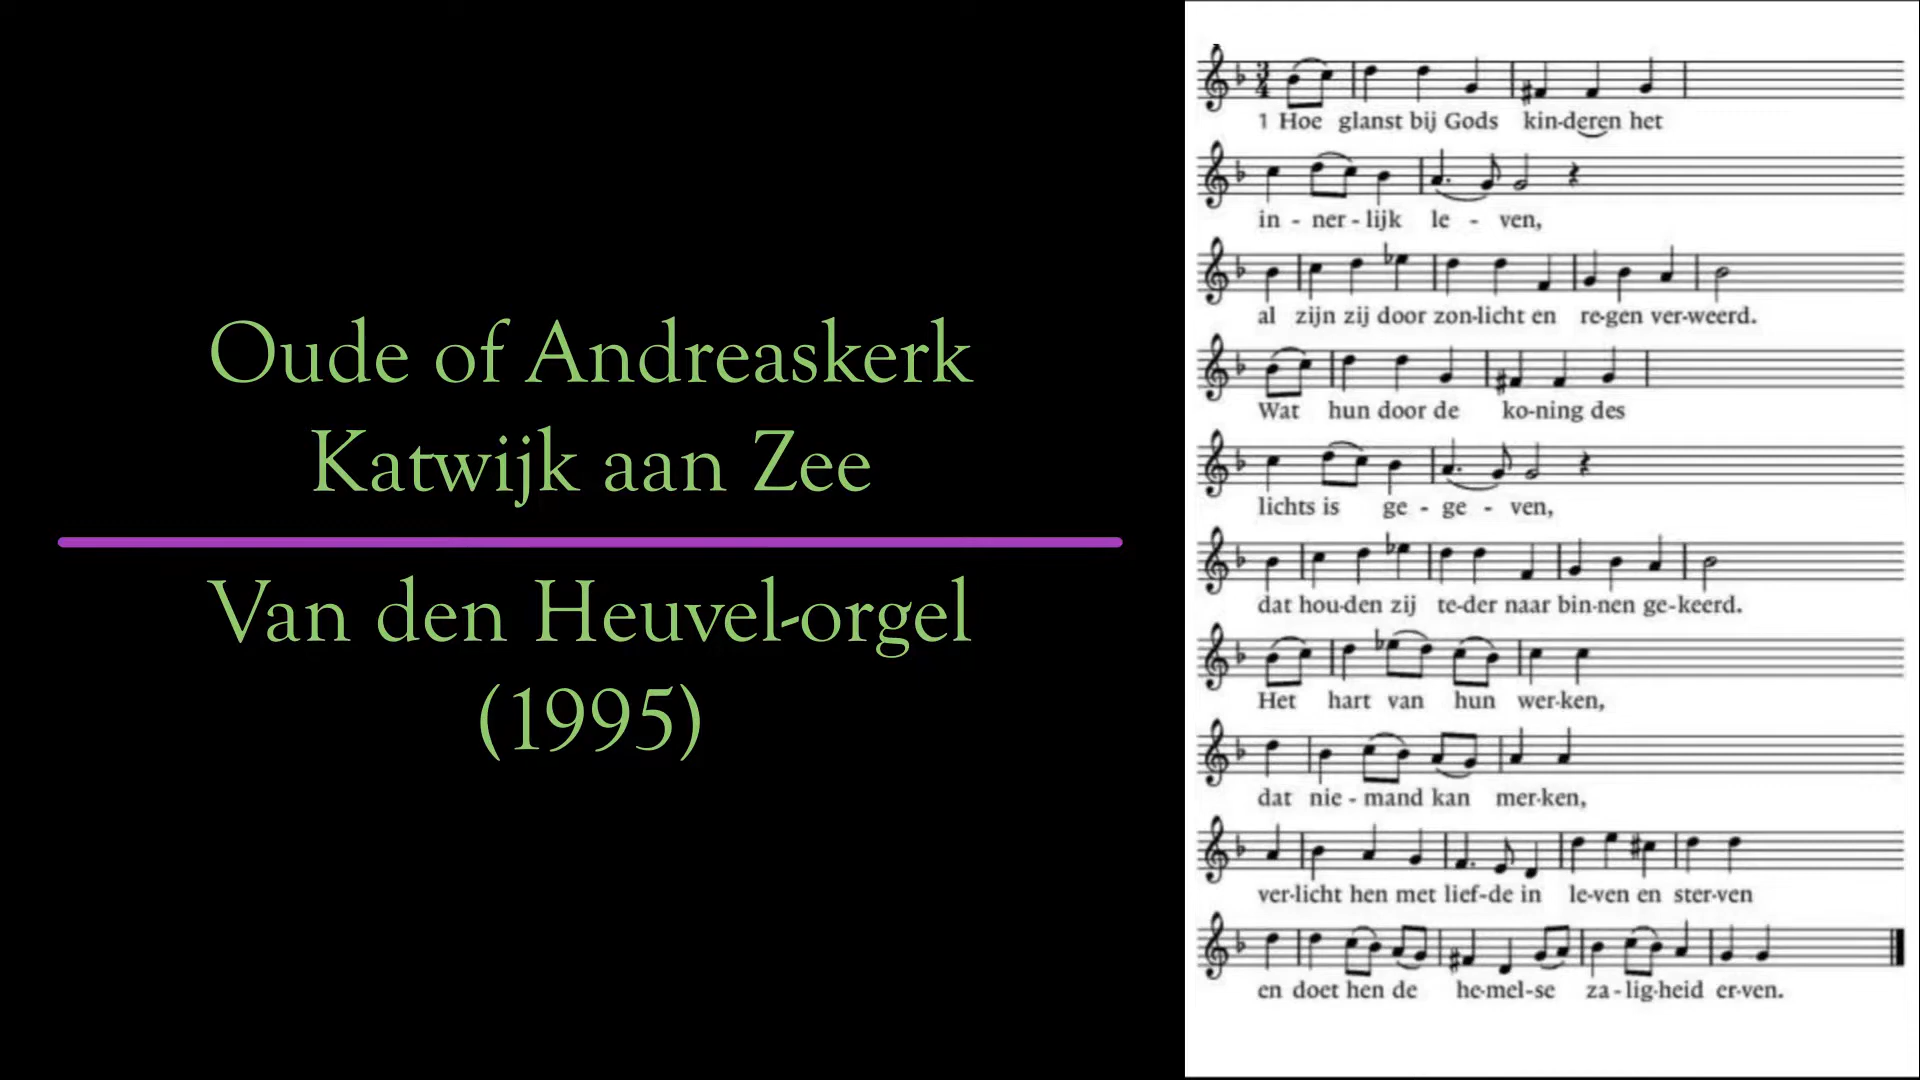 Oude of Andreaskerk
Katwijk aan Zee
Van den Heuvel-orgel
(1995)
1 Hoe glanst bij Gods kin-deren het
in - ner - lijk le - ven,
al zijn zij door zon-licht en re-gen ver-weerd.
Wat hun door de ko-ning des
lichts is ge - ge - ven,
dat hou-den zij te-der naar bin-nen ge-keerd.
Het hart van hun wer-ken,
dat nie - mand kan mer-ken,
ver-licht hen met lief-de in le-ven en ster-ven
en doet hen de he-mel-se za - lig-heid er-ven.